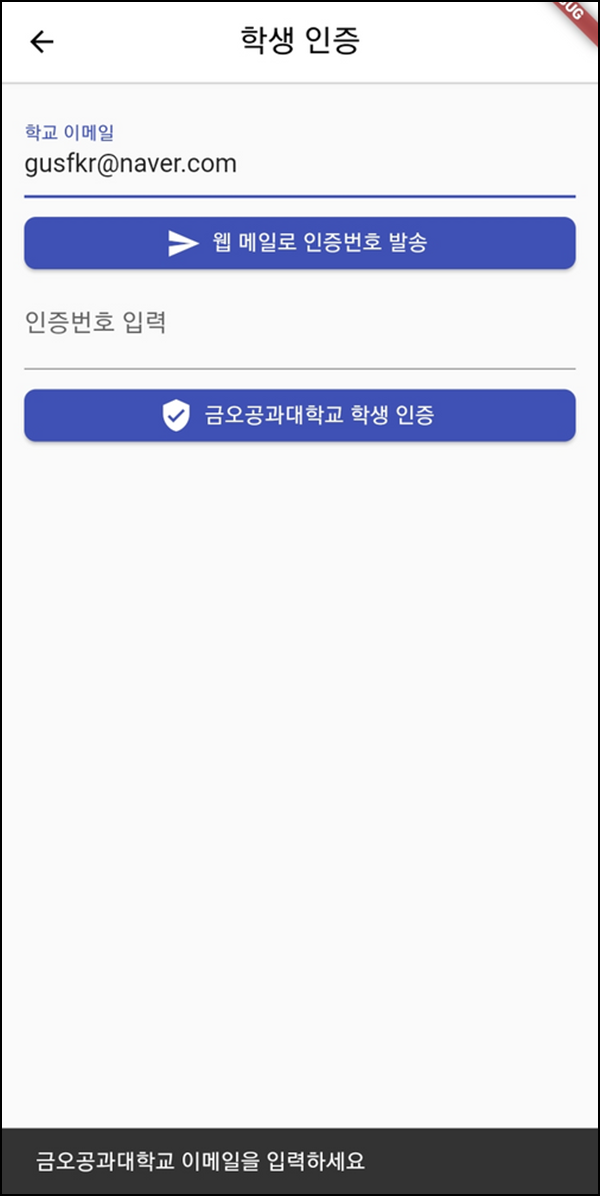 학생 인증
학교 이메일
gusfkr@naver.com
웹 메일로 인증번호 발송
인증번호 입력
금오공과대학교 학생 인증
금오공과대학교 이메일을 입력하세요